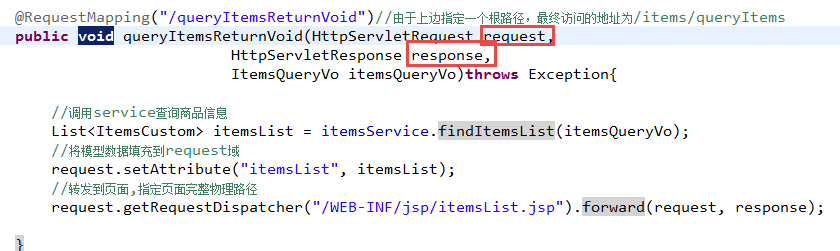 @RequestMapping("/queryItemsReturnVoid")//由于上边指定一个根路径，最终访问的地址为/items/queryItems
public void queryItemsReturnVoid(HttpServletRequest request,
HttpServletResponse response,
ItemsQueryVo itemsQueryVo)throws Exception{
//调用service查询商品信息
List<ItemsCustom> itemsList = itemsService.findItemsList(itemsQueryVo);
//将模型数据填充到request域
request.setAttribute("itemsList", itemsList);
//转发到页面,指定页面完整物理路径
request.getRequestDispatcher("/WEB-INF/jsp/itemsList.jsp").forward(request, response);
}